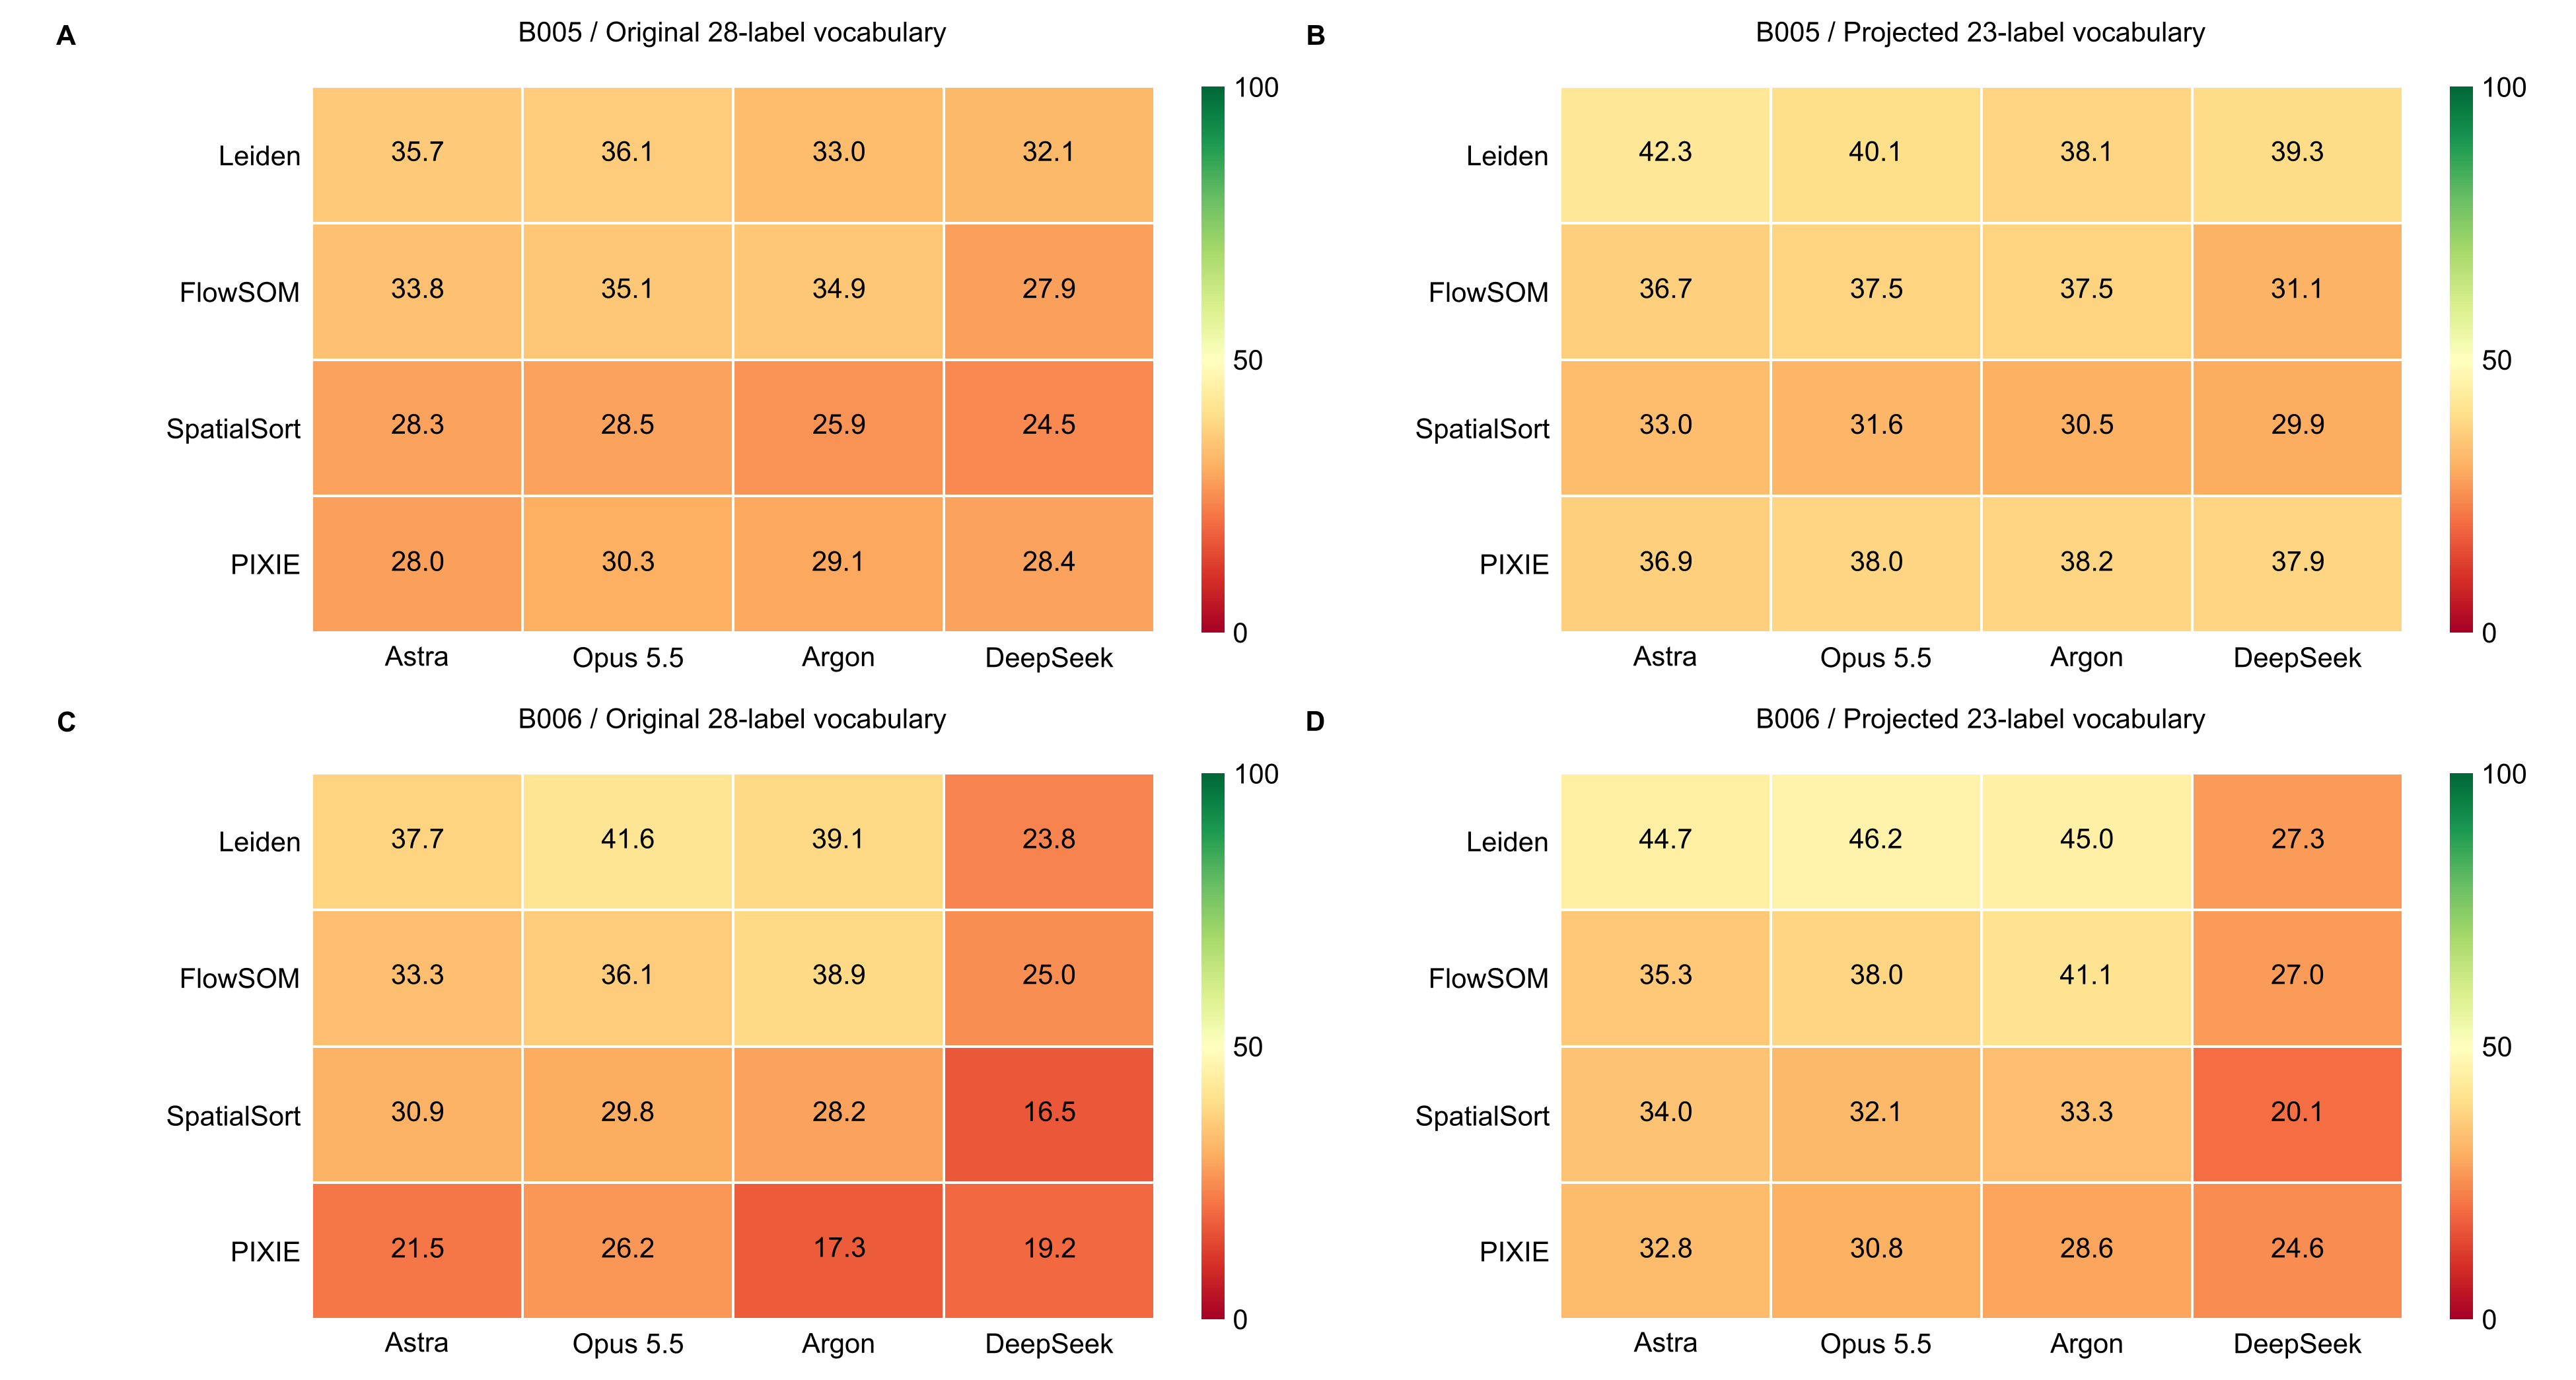 A
B005 / Original 28-label vocabulary
100
Leiden 35.7 36.1 33.0 32.1
FlowSOM 33.8 35.1 34.9 27.9
50
SpatialSort 28.3 28.5 25.9 24.5
PIXIE 28.0 30.3 29.1 28.4
0
Astra Opus 5.5 Argon DeepSeek
B
B005 / Projected 23-label vocabulary
100
Leiden 42.3 40.1 38.1 39.3
FlowSOM 36.7 37.5 37.5 31.1
50
SpatialSort 33.0 31.6 30.5 29.9
PIXIE 36.9 38.0 38.2 37.9
0
Astra Opus 5.5 Argon DeepSeek
C
B006 / Original 28-label vocabulary
100
Leiden 37.7 41.6 39.1 23.8
FlowSOM 33.3 36.1 38.9 25.0
50
SpatialSort 30.9 29.8 28.2 16.5
PIXIE 21.5 26.2 17.3 19.2
0
Astra Opus 5.5 Argon DeepSeek
D
B006 / Projected 23-label vocabulary
100
Leiden 44.7 46.2 45.0 27.3
FlowSOM 35.3 38.0 41.1 27.0
50
SpatialSort 34.0 32.1 33.3 20.1
PIXIE 32.8 30.8 28.6 24.6
0
Astra Opus 5.5 Argon DeepSeek